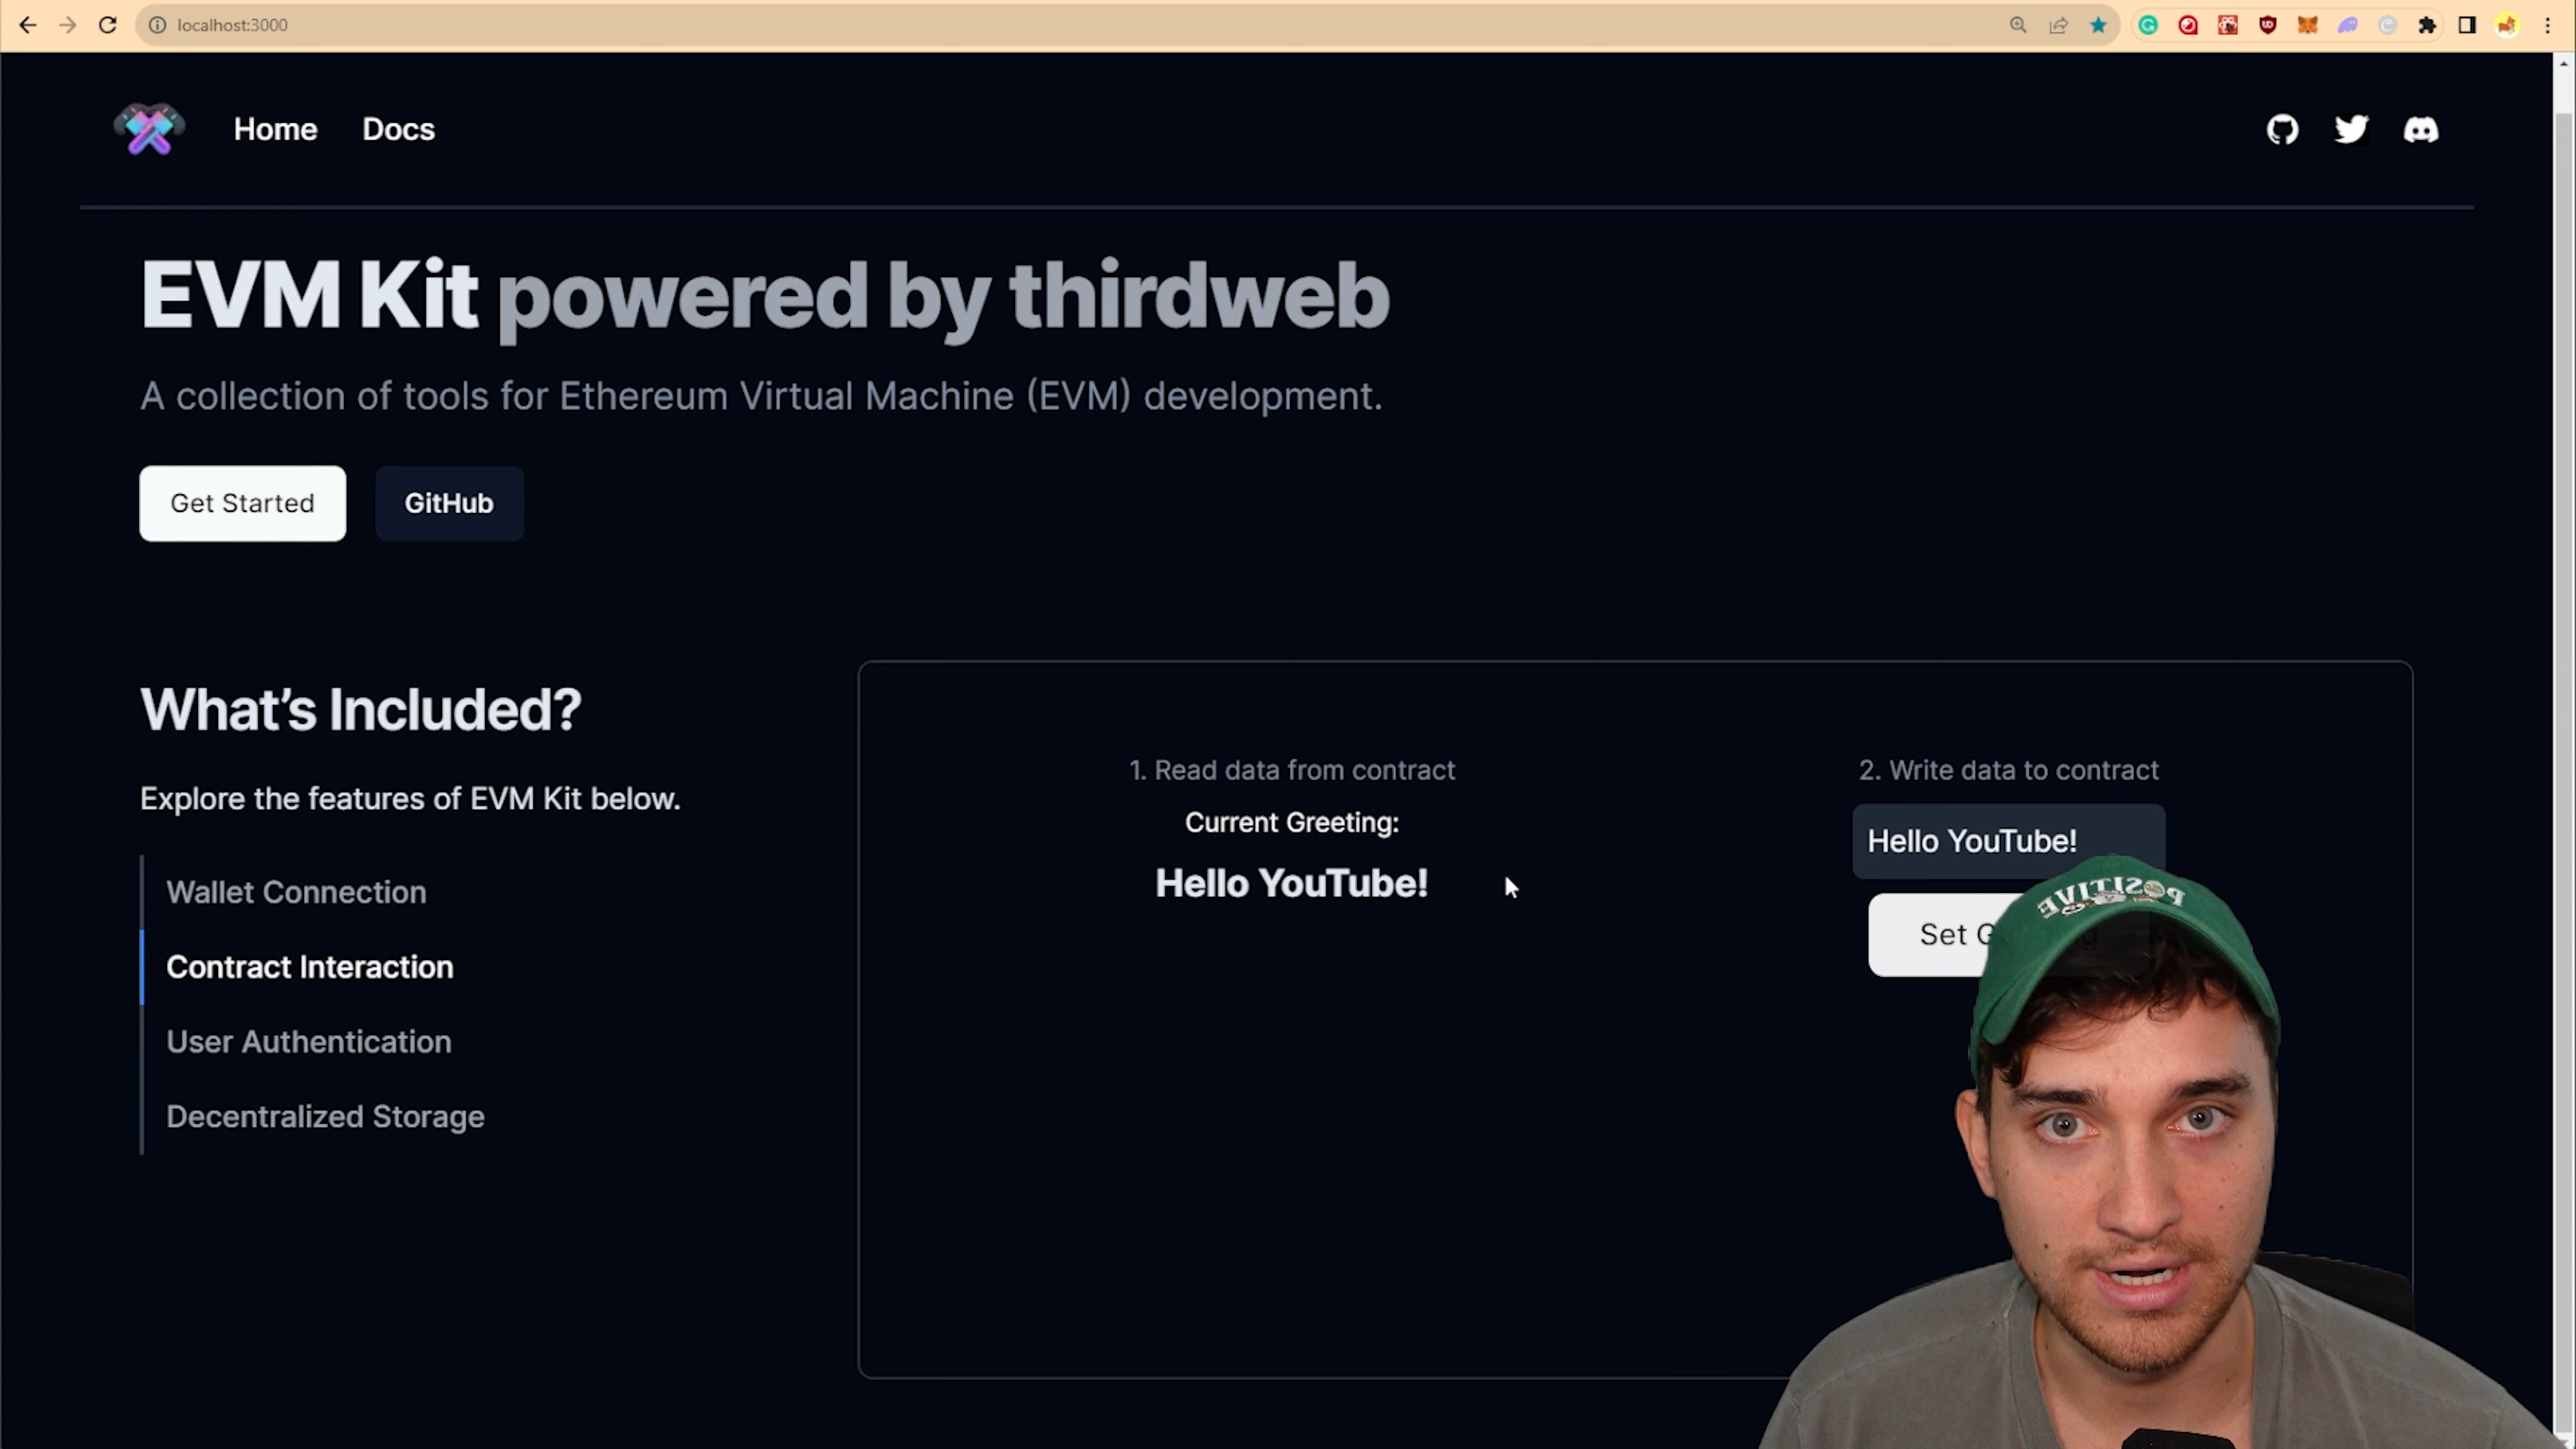 localhost:3000
Home
Docs
EVM Kit powered by thirdweb
A collection of tools for Ethereum Virtual Machine (EVM) development.
Get Started
GitHub
What's Included?
Explore the features of EVM Kit below.
Wallet Connection
Contract Interaction
User Authentication
Decentralized Storage
1. Read data from contract
Current Greeting:
Hello YouTube!
2. Write data to contract
Hello YouTube!
Set
POSITIVE